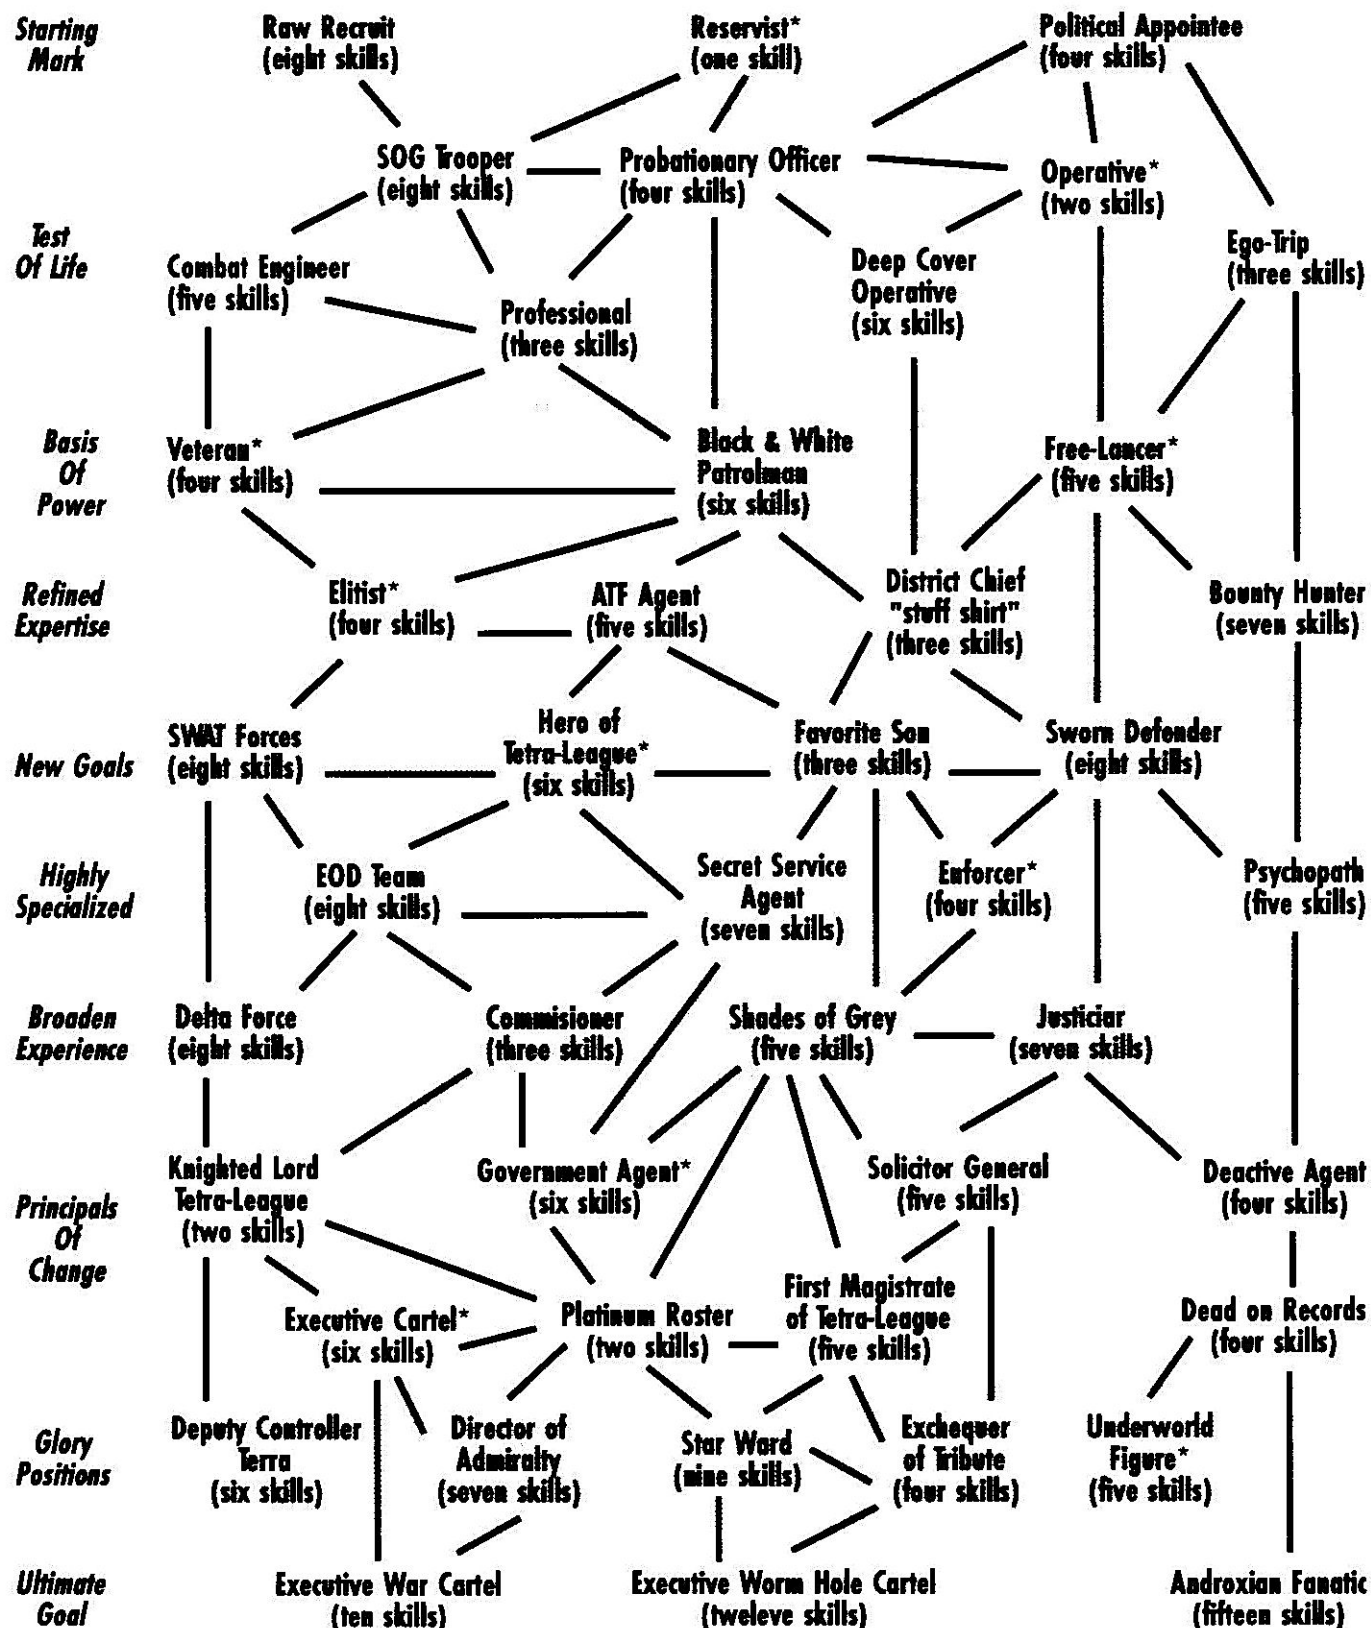 Starting
Mark
Raw Recruit
(eight skills)
Reservist*
(one skill)
Political Appointee
(four skills)
SOG Trooper
(eight skills)
Probationary Officer
(four skills)
Operative*
(two skills)
Test
Of Life
Combat Engineer
(five skills)
Professional
(three skills)
Deep Cover
Operative
(six skills)
Ego-Trip
(three skills)
Basis
Of
Power
Veteran*
(four skills)
Black & White
Patrolman
(six skills)
Free-Lancer*
(five skills)
Refined
Expertise
Elitist*
(four skills)
ATF Agent
(five skills)
District Chief
"stuff shirt"
(three skills)
Bounty Hunter
(seven skills)
New Goals
SWAT Forces
(eight skills)
Hero of
Tetra-League*
(six skills)
Favorite Son
(three skills)
Sworn Defender
(eight skills)
Highly
Specialized
EOD Team
(eight skills)
Secret Service
Agent
(seven skills)
Enforcer*
(four skills)
Psychopath
(five skills)
Broaden
Experience
Delta Force
(eight skills)
Commisioner
(three skills)
Shades of Grey
(five skills)
Justiciar
(seven skills)
Principals
Of
Change
Knighted Lord
Tetra-League
(two skills)
Government Agent*
(six skills)
Solicitor General
(five skills)
Deactive Agent
(four skills)
Executive Cartel*
(six skills)
Platinum Roster
(two skills)
First Magistrate
of Tetra-League
(five skills)
Dead on Records
(four skills)
Glory
Positions
Deputy Controller
Terra
(six skills)
Director of
Admiralty
(seven skills)
Star Ward
(nine skills)
Exchequer
of Tribute
(four skills)
Underworld
Figure*
(five skills)
Ultimate
Goal
Executive War Cartel
(ten skills)
Executive Worm Hole Cartel
(tweleve skills)
Androxian Fanatic
(fifteen skills)